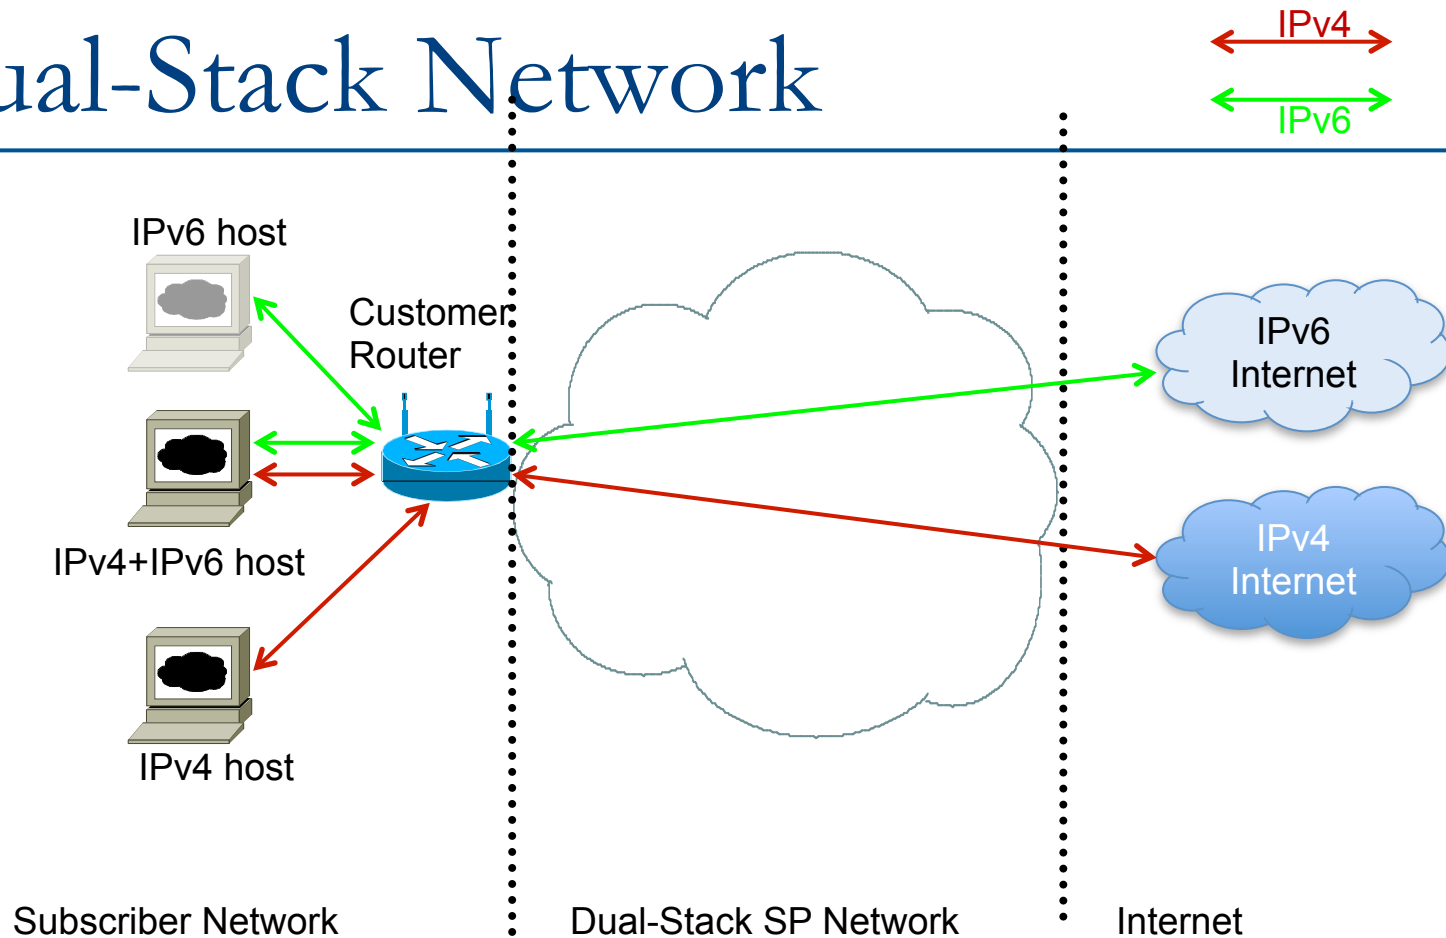 ual-Stack Network
IPv4
IPv6
IPv6 host
Customer
Router
IPv4+IPv6 host
IPv4 host
IPv6
Internet
IPv4
Internet
Subscriber Network
Dual-Stack SP Network
Internet